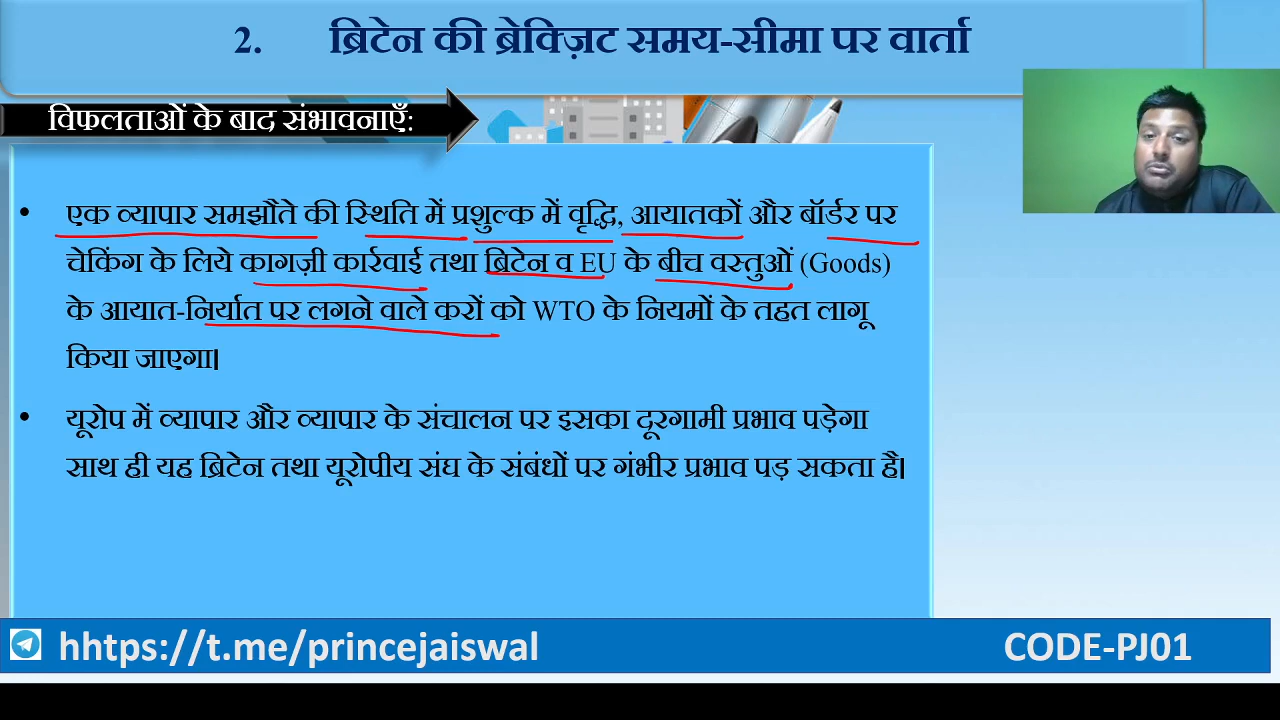 2. ब्रिटेन की ब्रेक्ज़िट समय-सीमा पर वार्ता
विफलताओं के बाद संभावनाएँ:
• एक व्यापार समझौते की स्थिति में प्रशुल्क में वृद्धि, आयातकों और बॉर्डर पर
चेकिंग के लिये कागज़ी कार्रवाई तथा ब्रिटेन व EU के बीच वस्तुओं (Goods)
के आयात-निर्यात पर लगने वाले करों को WTO के नियमों के तहत लागू
किया जाएगा।
• यूरोप में व्यापार और व्यापार के संचालन पर इसका दूरगामी प्रभाव पड़ेगा
साथ ही यह ब्रिटेन तथा यूरोपीय संघ के संबंधों पर गंभीर प्रभाव पड़ सकता है।
hhtps://t.me/princejaiswal CODE-PJ01